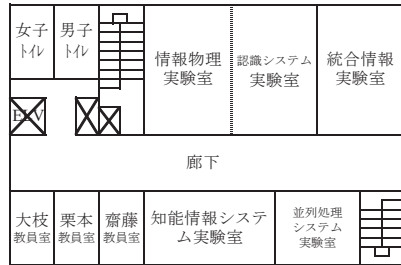 女子
トイレ
男子
トイレ
情報物理
実験室
認識システム
実験室
統合情報
実験室
ELV
廊下
大枝
教員室
栗本
教員室
齋藤
教員室
知能情報システ
ム実験室
並列処理
システム
実験室